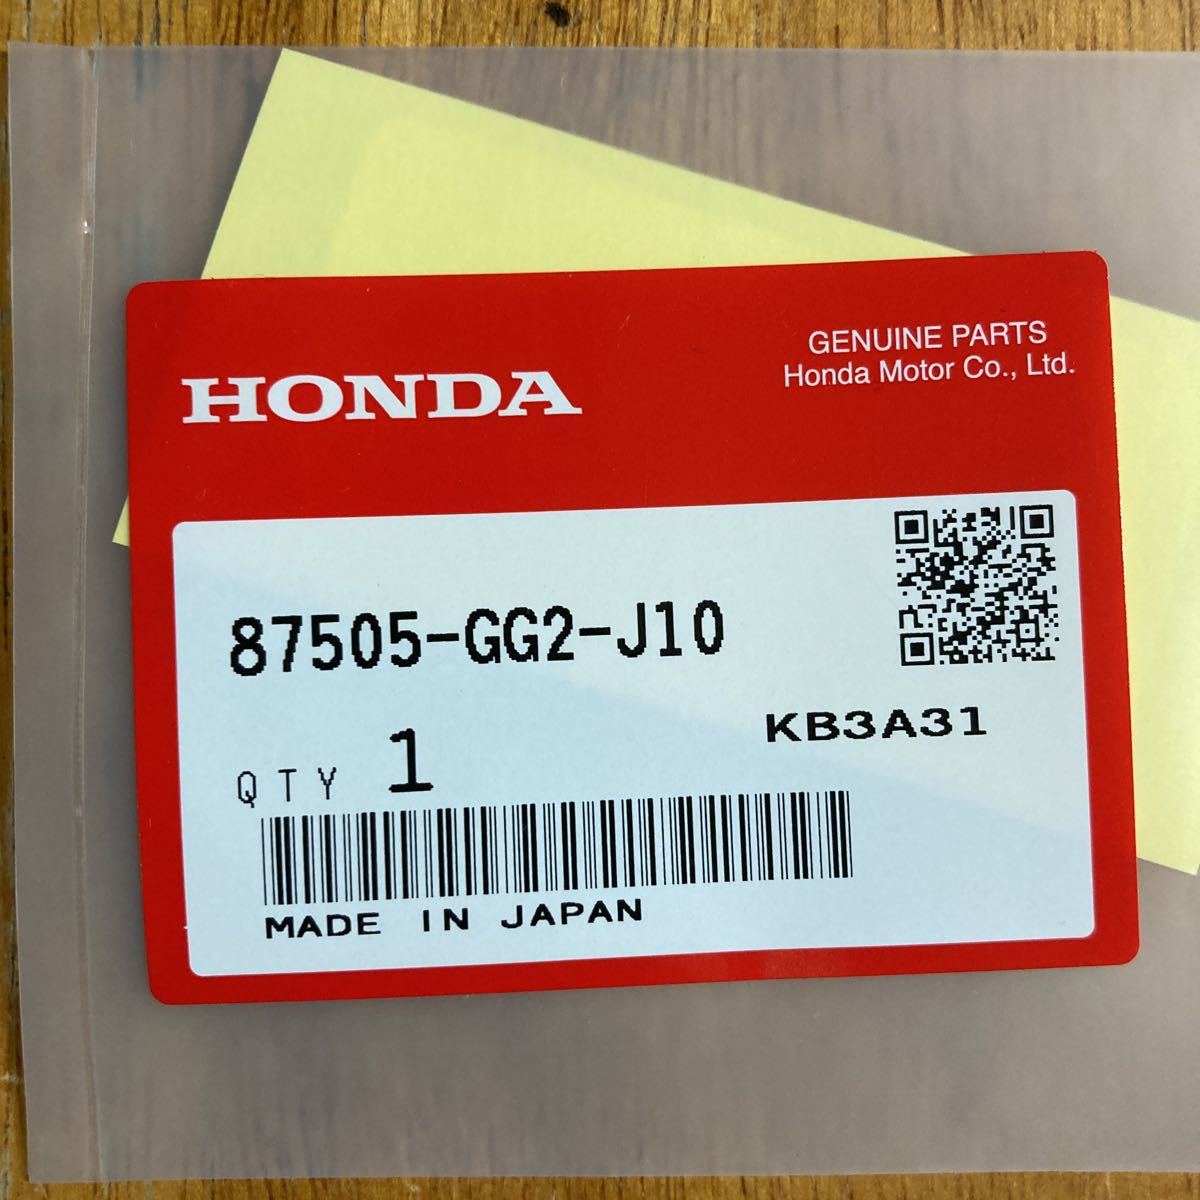 HONDA
GENUINE PARTS
Honda Motor Co., Ltd.
87505-GG2-J10
KB3A31
QTY 1
MADE IN JAPAN